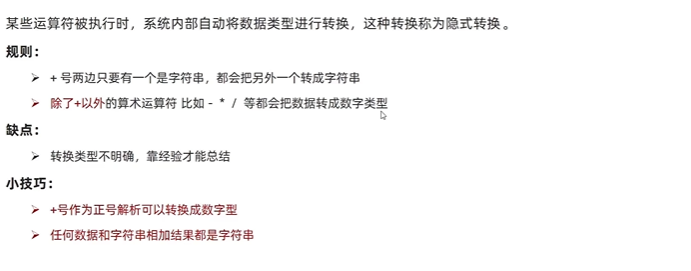 某些运算符被执行时，系统内部自动将数据类型进行转换，这种转换称为隐式转换。
规则：
➢ + 号两边只要有一个是字符串，都会把另外一个转成字符串
➢ 除了+以外的算术运算符 比如 - * / 等都会把数据转成数字类型
缺点：
➢ 转换类型不明确，靠经验才能总结
小技巧：
➢ +号作为正号解析可以转换成数字型
➢ 任何数据和字符串相加结果都是字符串